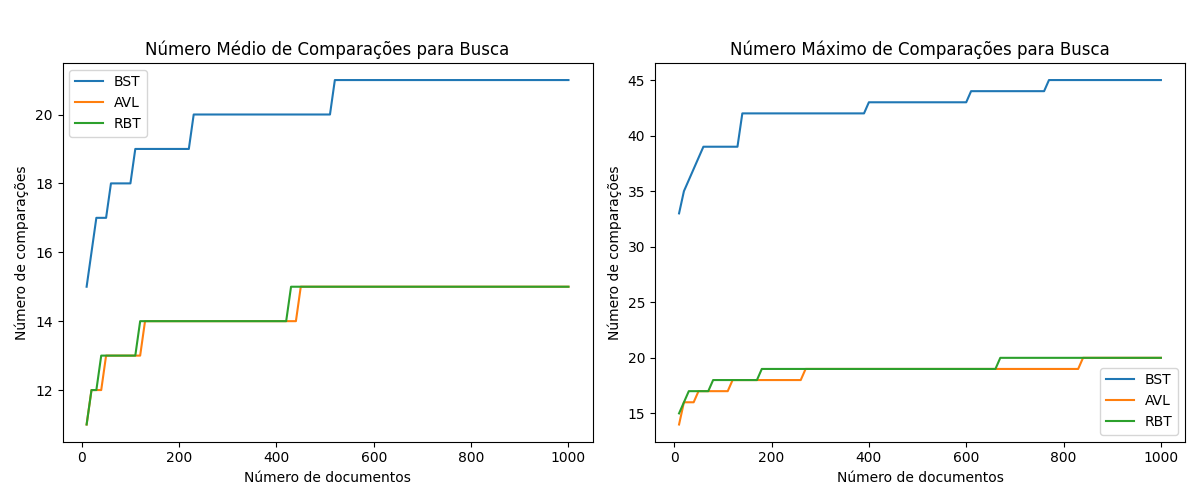 Número Médio de Comparações para Busca
Número de comparações
20
18
16
14
12
BST
AVL
RBT
0
200
400
600
800
1000
Número de documentos
Número Máximo de Comparações para Busca
Número de comparações
45
40
35
30
25
20
15
BST
AVL
RBT
0
200
400
600
800
1000
Número de documentos